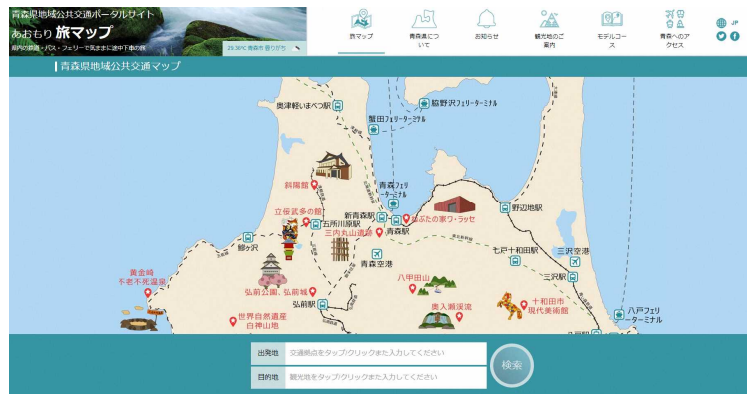 青森県地域公共交通ポータルサイト
あおもり 旅マップ
県内の鉄道・バス・フェリーで気ままに途中下車の旅
25-30℃ 青森市 曇りがち
旅マップ
青森県につ
いて
お知らせ
観光地のご
案内
モデルコー
ス
青森へのア
クセス
JP
青森県地域公共交通マップ
奥津軽いまべつ駅
脇野沢フェリーターミナル
蟹田フェリーターミナル
斜陽館
青森フェリ
ーターミナル
立佞武多の館
新青森駅
ねぶたの家ワ・ラッセ
野辺地駅
五所川原駅
三内丸山遺跡
青森駅
鰺ヶ沢
七戸十和田駅
三沢空港
青森空港
黄金崎
不老不死温泉
八甲田山
三沢駅
弘前公園、弘前城
弘前駅
奥入瀬渓流
十和田市
現代美術館
八戸フェリ
ーターミナル
世界自然遺産
白神山地
出発地
交通拠点をタップ/クリックまた入力してください
目的地
観光地をタップ/クリックまた入力してください
検索